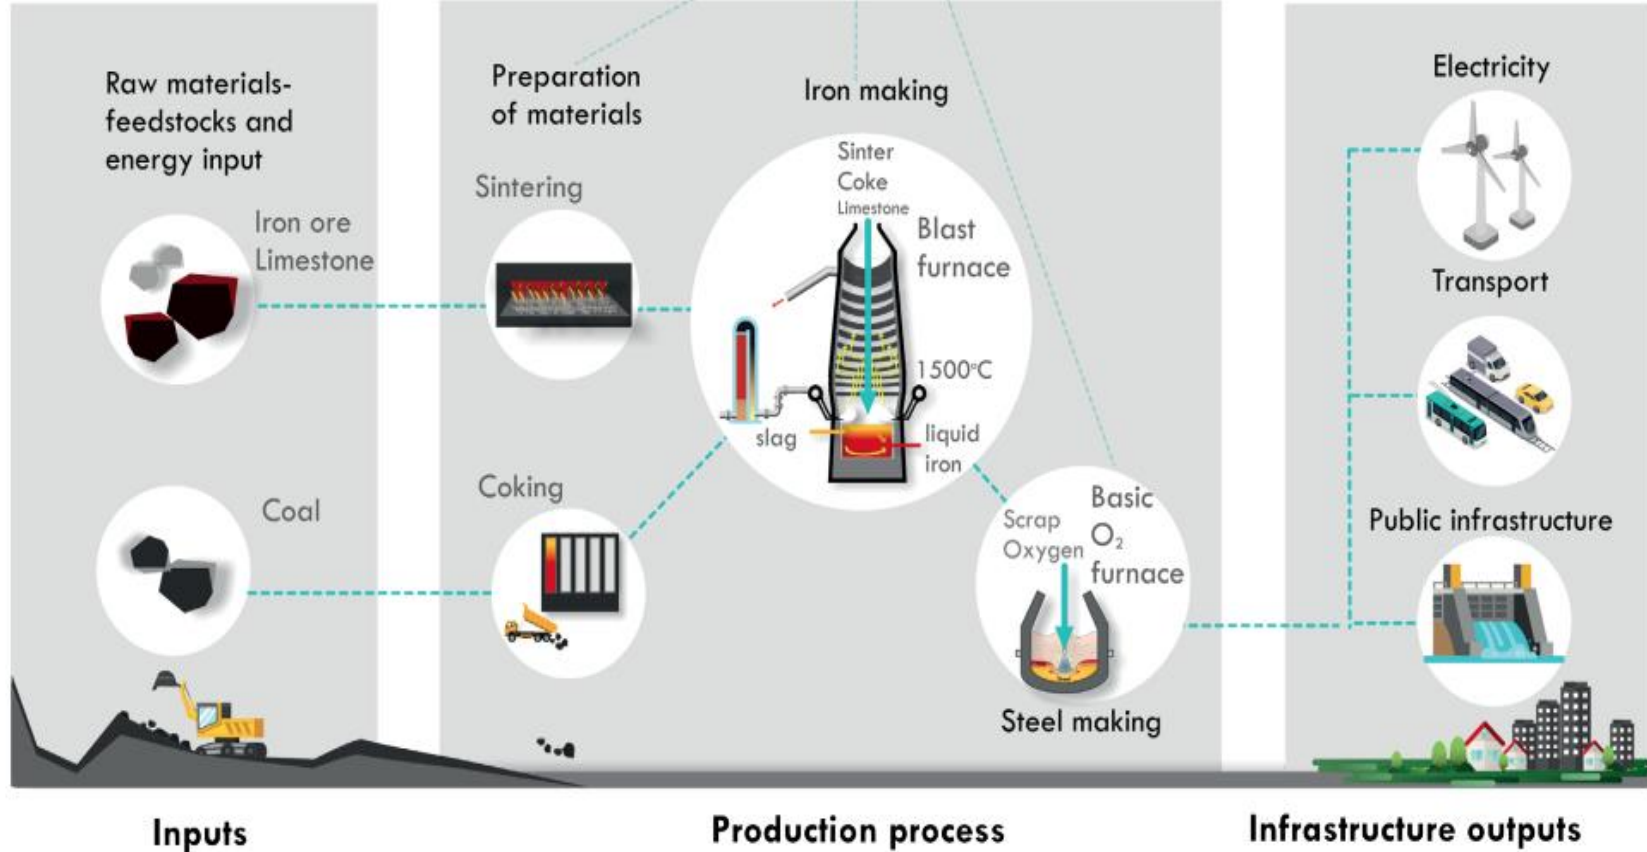 Raw materials-
feedstocks and
energy input
Iron ore
Limestone
Coal
Preparation
of materials
Sintering
Coking
Iron making
Sinter
Coke
Limestone
Blast
furnace
1500°C
slag
liquid
iron
Basic
O₂
furnace
Scrap
Oxygen
Steel making
Electricity
Transport
Public infrastructure
Inputs
Production process
Infrastructure outputs